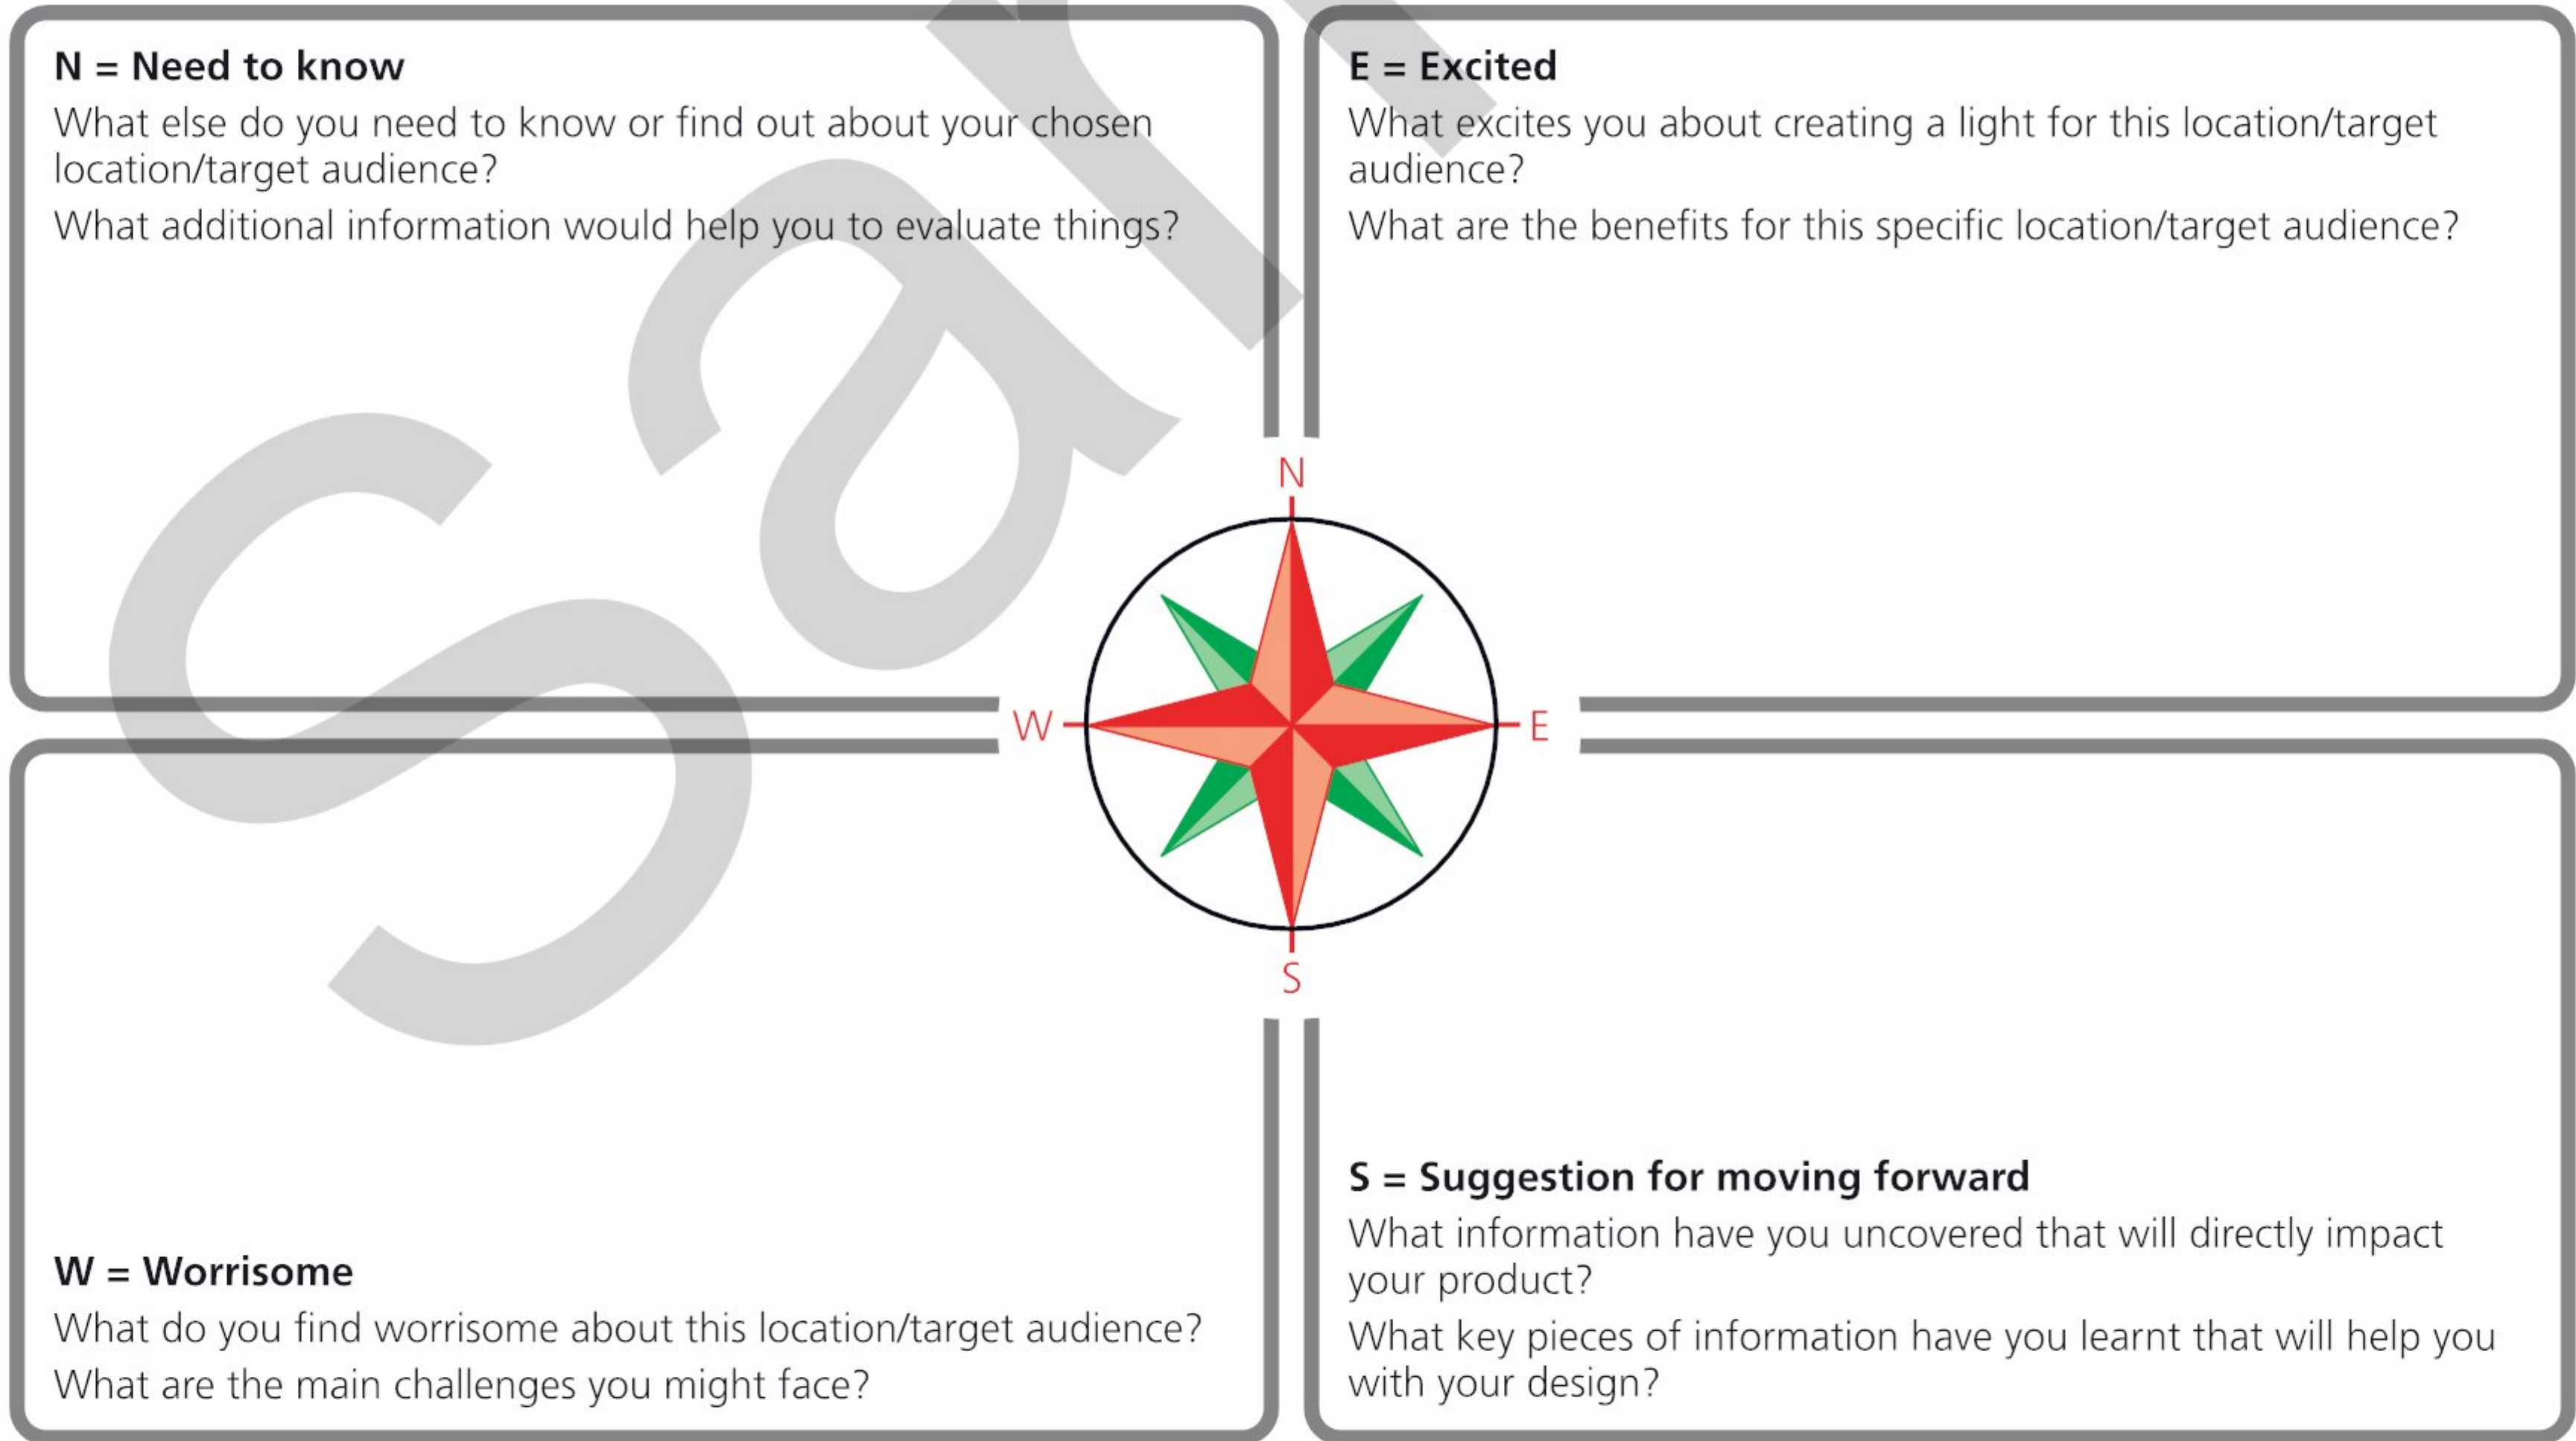 N = Need to know
What else do you need to know or find out about your chosen
location/target audience?
What additional information would help you to evaluate things?
E = Excited
What excites you about creating a light for this location/target
audience?
What are the benefits for this specific location/target audience?
N
W
E
S
W = Worrisome
What do you find worrisome about this location/target audience?
What are the main challenges you might face?
S = Suggestion for moving forward
What information have you uncovered that will directly impact
your product?
What key pieces of information have you learnt that will help you
with your design?